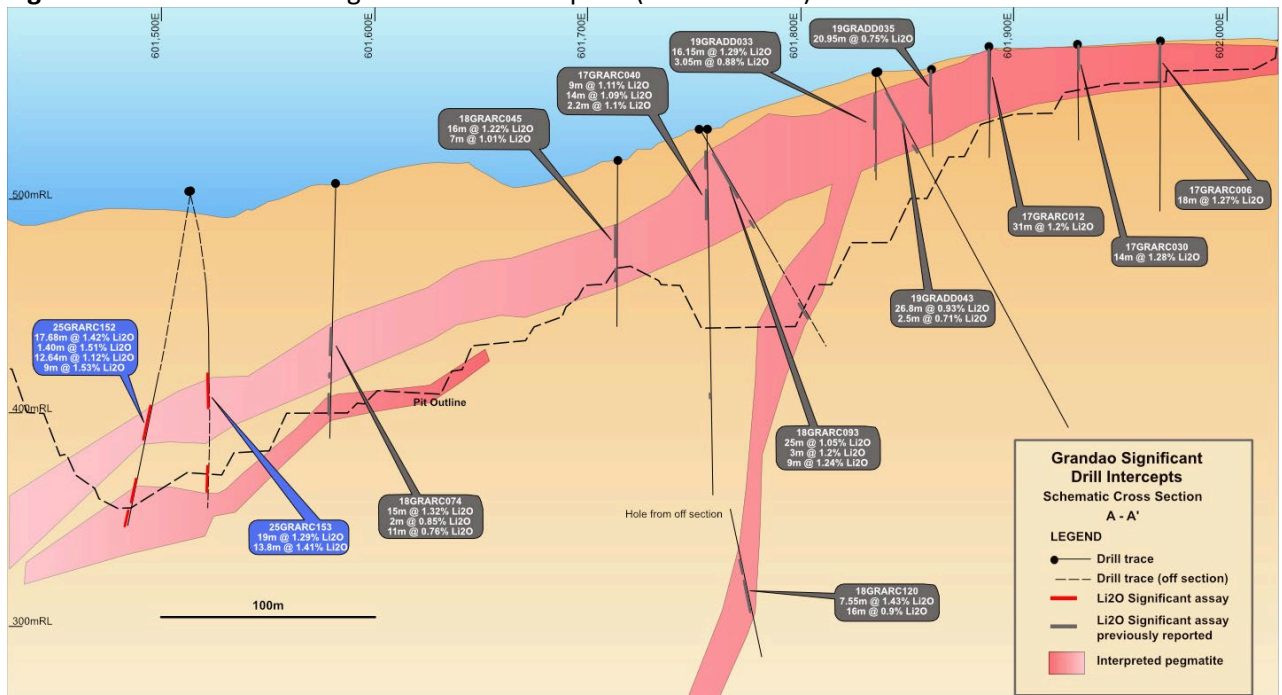 601,500E
601,600E
601,700E
601,800E
601,900E
602,000E
19GRADD033
16.15m @ 1.29% Li2O
3.05m @ 0.88% Li2O
19GRADD035
20.95m @ 0.75% Li2O
17GRARC040
9m @ 1.11% Li2O
14m @ 1.09% Li2O
2.2m @ 1.1% Li2O
18GRARC045
16m @ 1.22% Li2O
7m @ 1.01% Li2O
500mRL
17GRARC006
18m @ 1.27% Li2O
17GRARC012
31m @ 1.2% Li2O
17GRARC030
14m @ 1.28% Li2O
19GRADD043
26.8m @ 0.93% Li2O
2.5m @ 0.71% Li2O
25GRARC152
17.68m @ 1.42% Li2O
1.40m @ 1.51% Li2O
12.64m @ 1.12% Li2O
9m @ 1.53% Li2O
400mRL
Pit Outline
18GRARC093
25m @ 1.05% Li2O
3m @ 1.2% Li2O
9m @ 1.24% Li2O
18GRARC074
15m @ 1.32% Li2O
2m @ 0.85% Li2O
11m @ 0.76% Li2O
25GRARC153
19m @ 1.29% Li2O
13.8m @ 1.41% Li2O
Hole from off section
18GRARC120
7.55m @ 1.43% Li2O
16m @ 0.9% Li2O
100m
300mRL
Grandao Significant
Drill Intercepts
Schematic Cross Section
A - A'
LEGEND
Drill trace
Drill trace (off section)
Li2O Significant assay
Li2O Significant assay
previously reported
Interpreted pegmatite